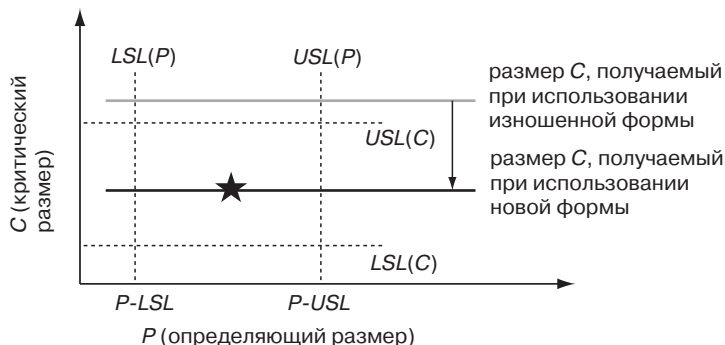 LSL(P)
USL(P)
размер C, получаемый
при использовании
изношенной формы
USL(C)
размер C, получаемый
при использовании
новой формы
C (критический
размер)
LSL(C)
P-LSL
P-USL
P (определяющий размер)